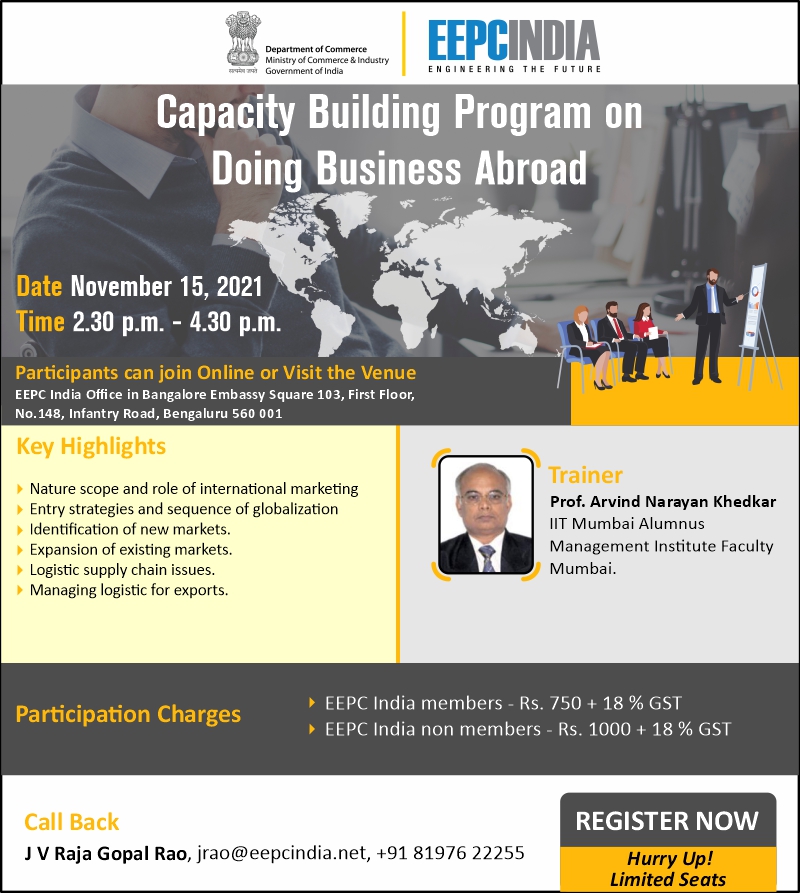 सत्यमेव जयते
Department of Commerce
Ministry of Commerce & Industry
Government of India
EEPCINDIA
ENGINEERING THE FUTURE
Capacity Building Program on
Doing Business Abroad
Date November 15, 2021
Time 2.30 p.m. - 4.30 p.m.
Participants can join Online or Visit the Venue
EEPC India Office in Bangalore Embassy Square 103, First Floor,
No.148, Infantry Road, Bengaluru 560 001
Key Highlights
Nature scope and role of international marketing
Entry strategies and sequence of globalization
Identification of new markets.
Expansion of existing markets.
Logistic supply chain issues.
Managing logistic for exports.
Trainer
Prof. Arvind Narayan Khedkar
IIT Mumbai Alumnus
Management Institute Faculty
Mumbai.
Participation Charges
EEPC India members - Rs. 750 + 18 % GST
EEPC India non members - Rs. 1000 + 18 % GST
Call Back
J V Raja Gopal Rao, jrao@eepcindia.net, +91 81976 22255
REGISTER NOW
Hurry Up!
Limited Seats